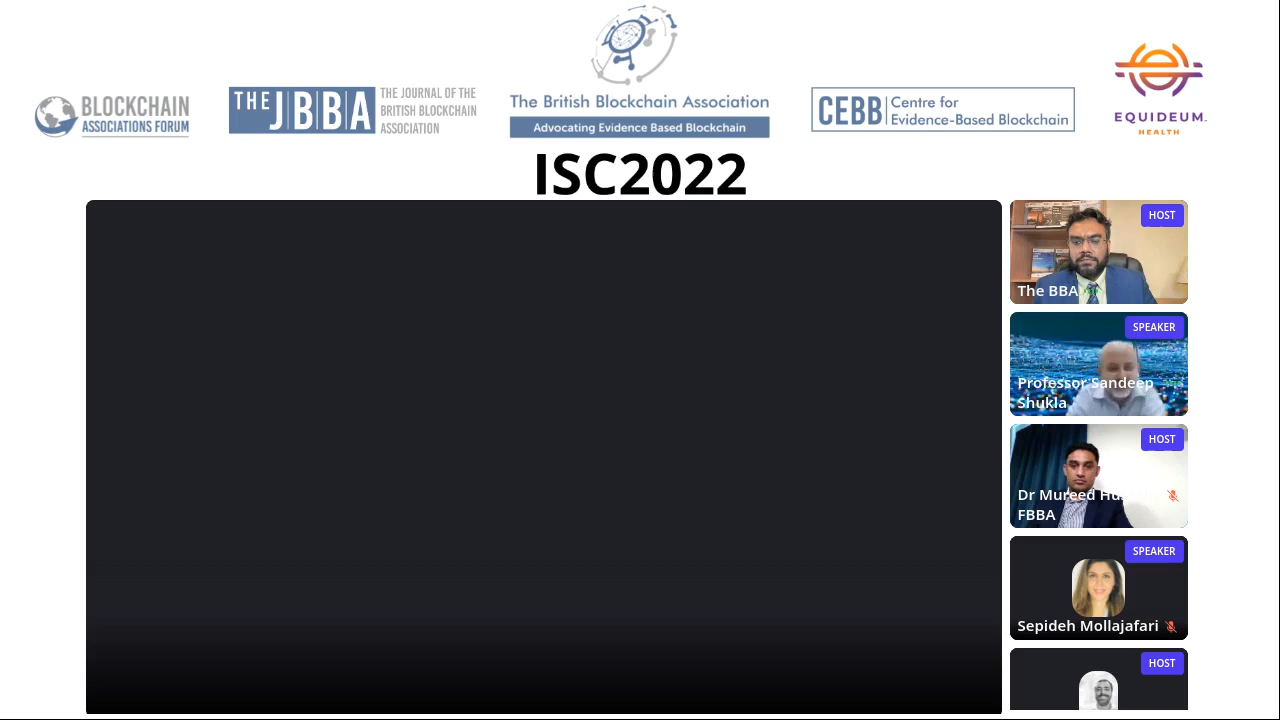 BLOCKCHAIN
ASSOCIATIONS FORUM
THE JBBA
THE JOURNAL OF THE
BRITISH BLOCKCHAIN
ASSOCIATION
The British Blockchain Association
Advocating Evidence Based Blockchain
CEBB
Centre for
Evidence-Based Blockchain
EQUIDEUM
HEALTH
ISC2022
HOST
The BBA
SPEAKER
Professor Sandeep
Shukla
HOST
Dr Mureed
FBBA
SPEAKER
Sepideh Mollajafari
HOST